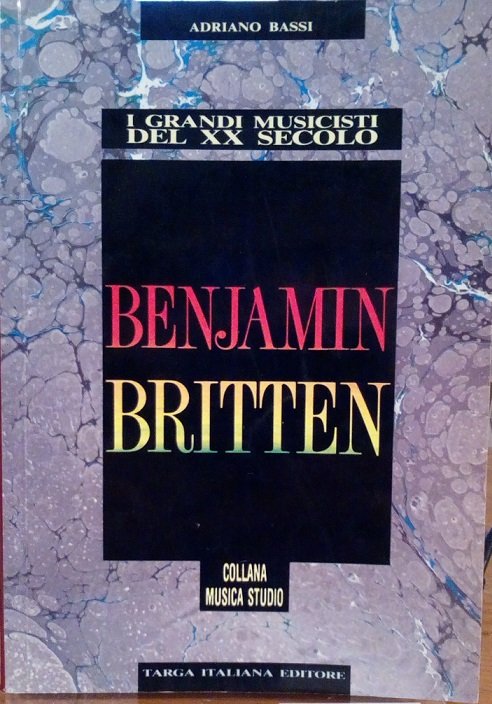 ADRIANO BASSI
I GRANDI MUSICISTI
DEL XX SECOLO
BENJAMIN
BRITTEN
COLLANA
MUSICA STUDIO
TARGA ITALIANA EDITORE